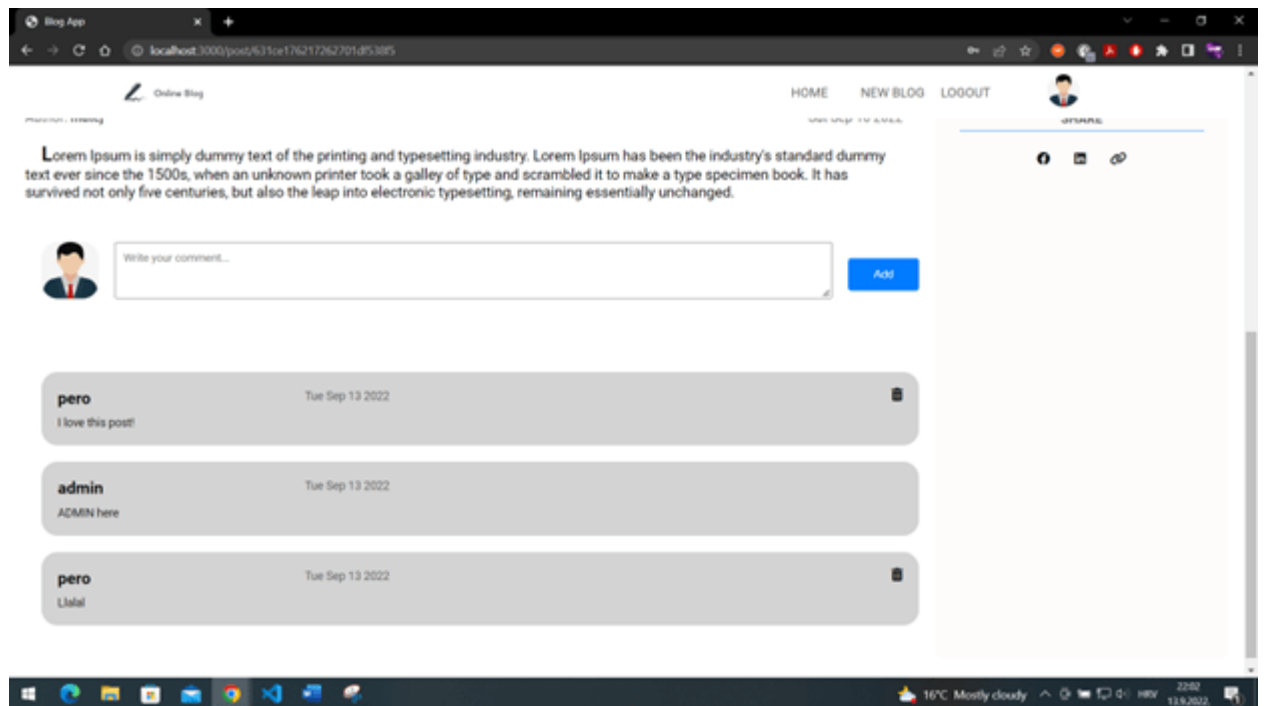 Blog App
localhost:3000/post/631ce176217262701df538f5
Online Blog
HOME NEW BLOG LOGOUT
Author: Sat Sep 10 2022
SHARE
Lorem Ipsum is simply dummy text of the printing and typesetting industry. Lorem Ipsum has been the industry's standard dummy
text ever since the 1500s, when an unknown printer took a galley of type and scrambled it to make a type specimen book. It has
survived not only five centuries, but also the leap into electronic typesetting, remaining essentially unchanged.
Write your comment...
Add
pero Tue Sep 13 2022
I love this post!
admin Tue Sep 13 2022
ADMIN here
pero Tue Sep 13 2022
Llalal
16°C Mostly cloudy HRV 22:02
13.9.2022.